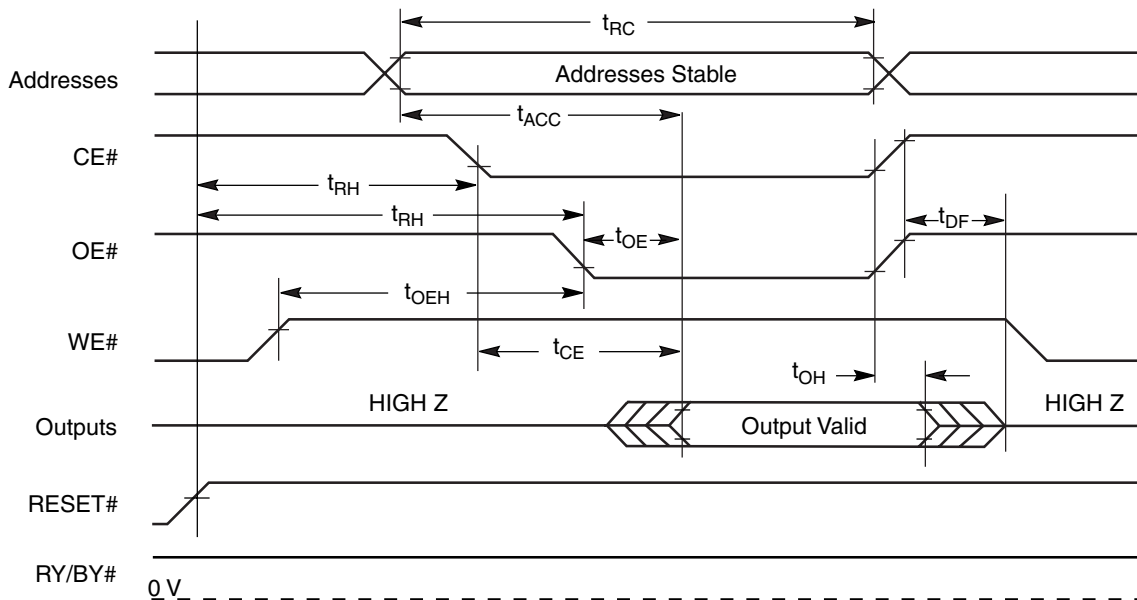 tRC
Addresses
Addresses Stable
tACC
CE#
tRH
tRH
tDF
OE#
tOE
tOEH
WE#
tCE
tOH
HIGH Z
HIGH Z
Outputs
Output Valid
RESET#
RY/BY#
0 V